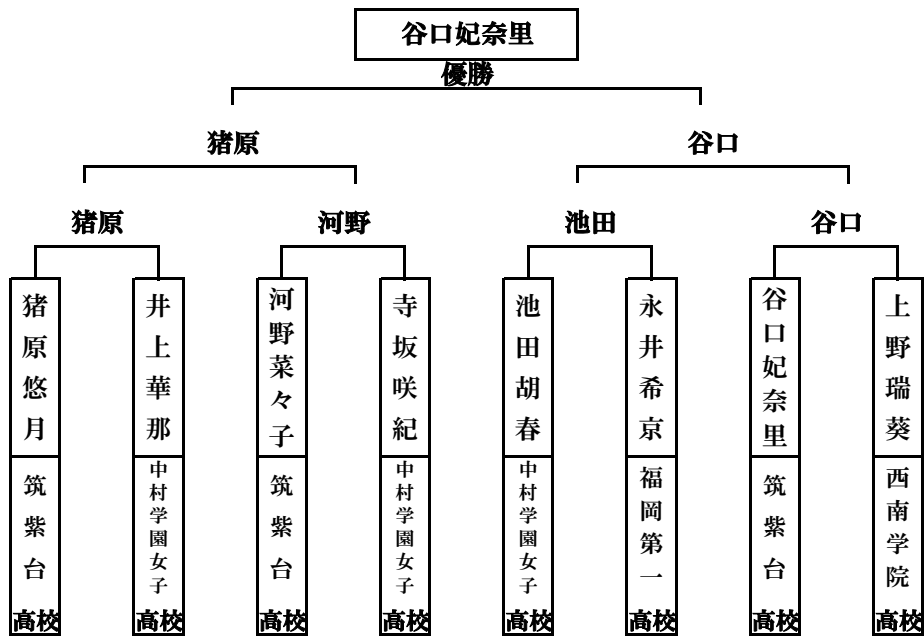 谷口妃奈里
優勝
猪原
谷口
猪原
河野
池田
谷口
猪原悠月
井上華那
河野菜々子
寺坂咲紀
池田胡春
永井希京
谷口妃奈里
上野瑞葵
筑紫台
中村学園女子
筑紫台
中村学園女子
中村学園女子
福岡第一
筑紫台
西南学院
高校
高校
高校
高校
高校
高校
高校
高校